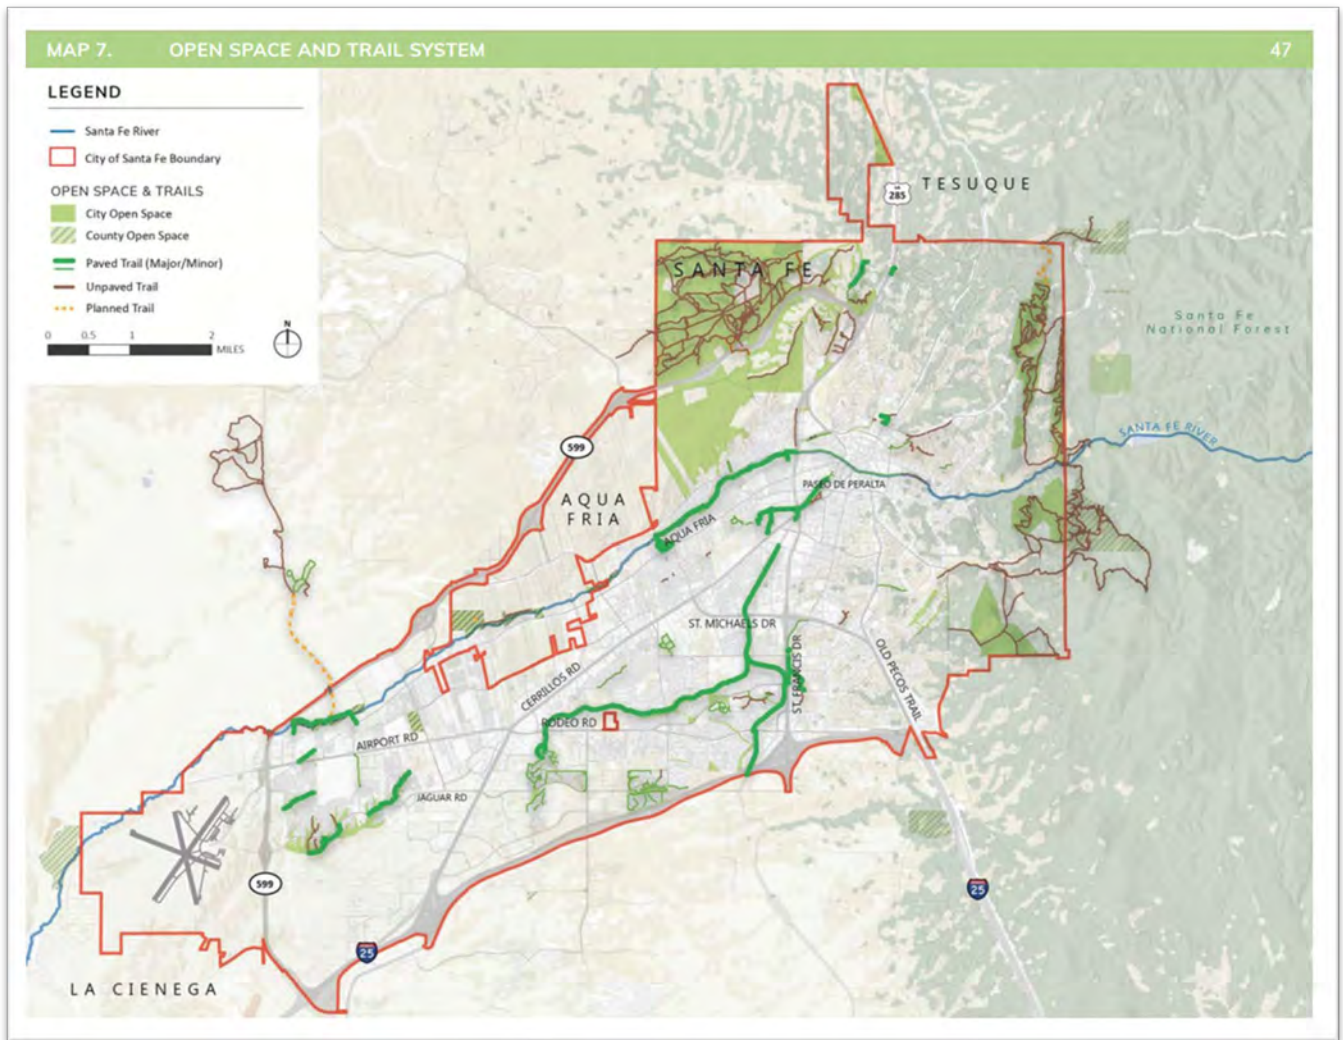 MAP 7. OPEN SPACE AND TRAIL SYSTEM 47
LEGEND
Santa Fe River
City of Santa Fe Boundary
OPEN SPACE & TRAILS
City Open Space
County Open Space
Paved Trail (Major/Minor)
Unpaved Trail
Planned Trail
0 0.5 1 2
MILES
N
US
285
TESUQUE
SANTA FE
Santa Fe
National Forest
SANTA FE RIVER
599
AQUA
FRIA
PASEO DE PERALTA
AQUA FRIA
ST. MICHAELS DR
ST. FRANCIS DR
OLD PECOS TRAIL
CERRILLOS RD
RODEO RD
AIRPORT RD
JAGUAR RD
599
25
25
LA CIENEGA